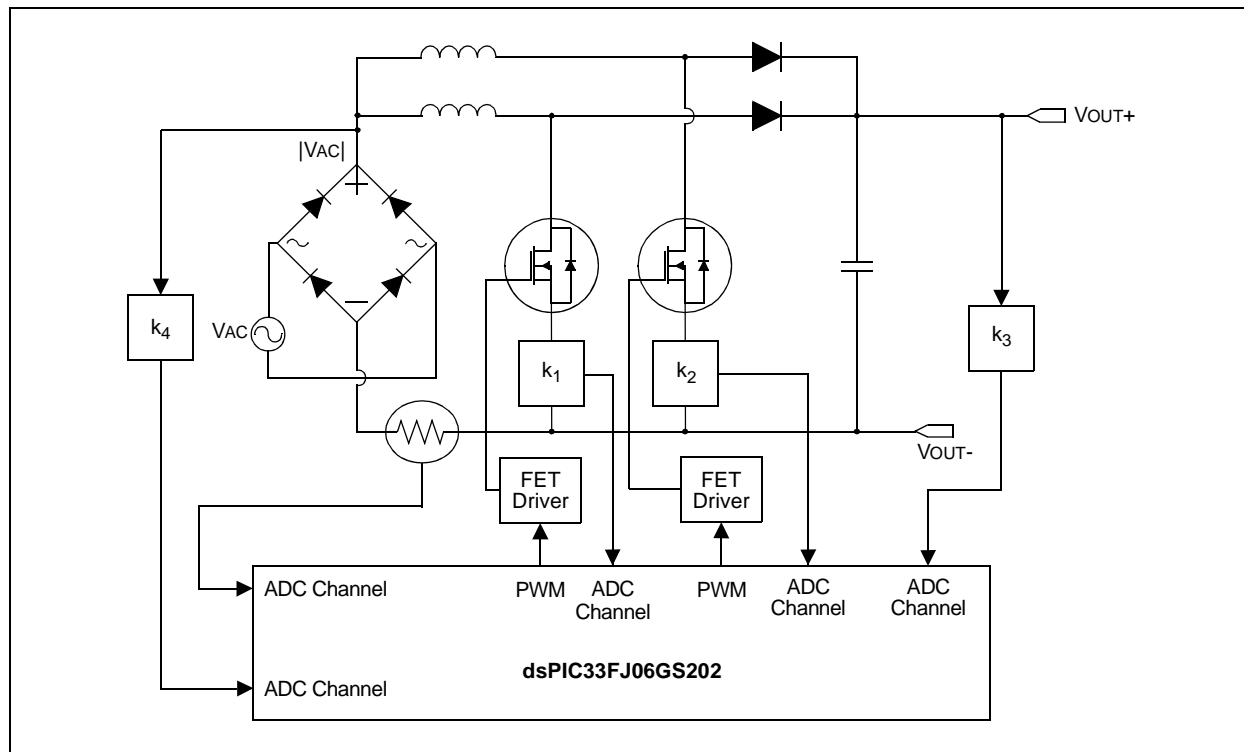 VOUT+
|VAC|
k4
VAC
k3
k1
k2
VOUT-
FET
Driver
FET
Driver
ADC Channel
PWM
ADC
Channel
PWM
ADC
Channel
ADC
Channel
dsPIC33FJ06GS202
ADC Channel